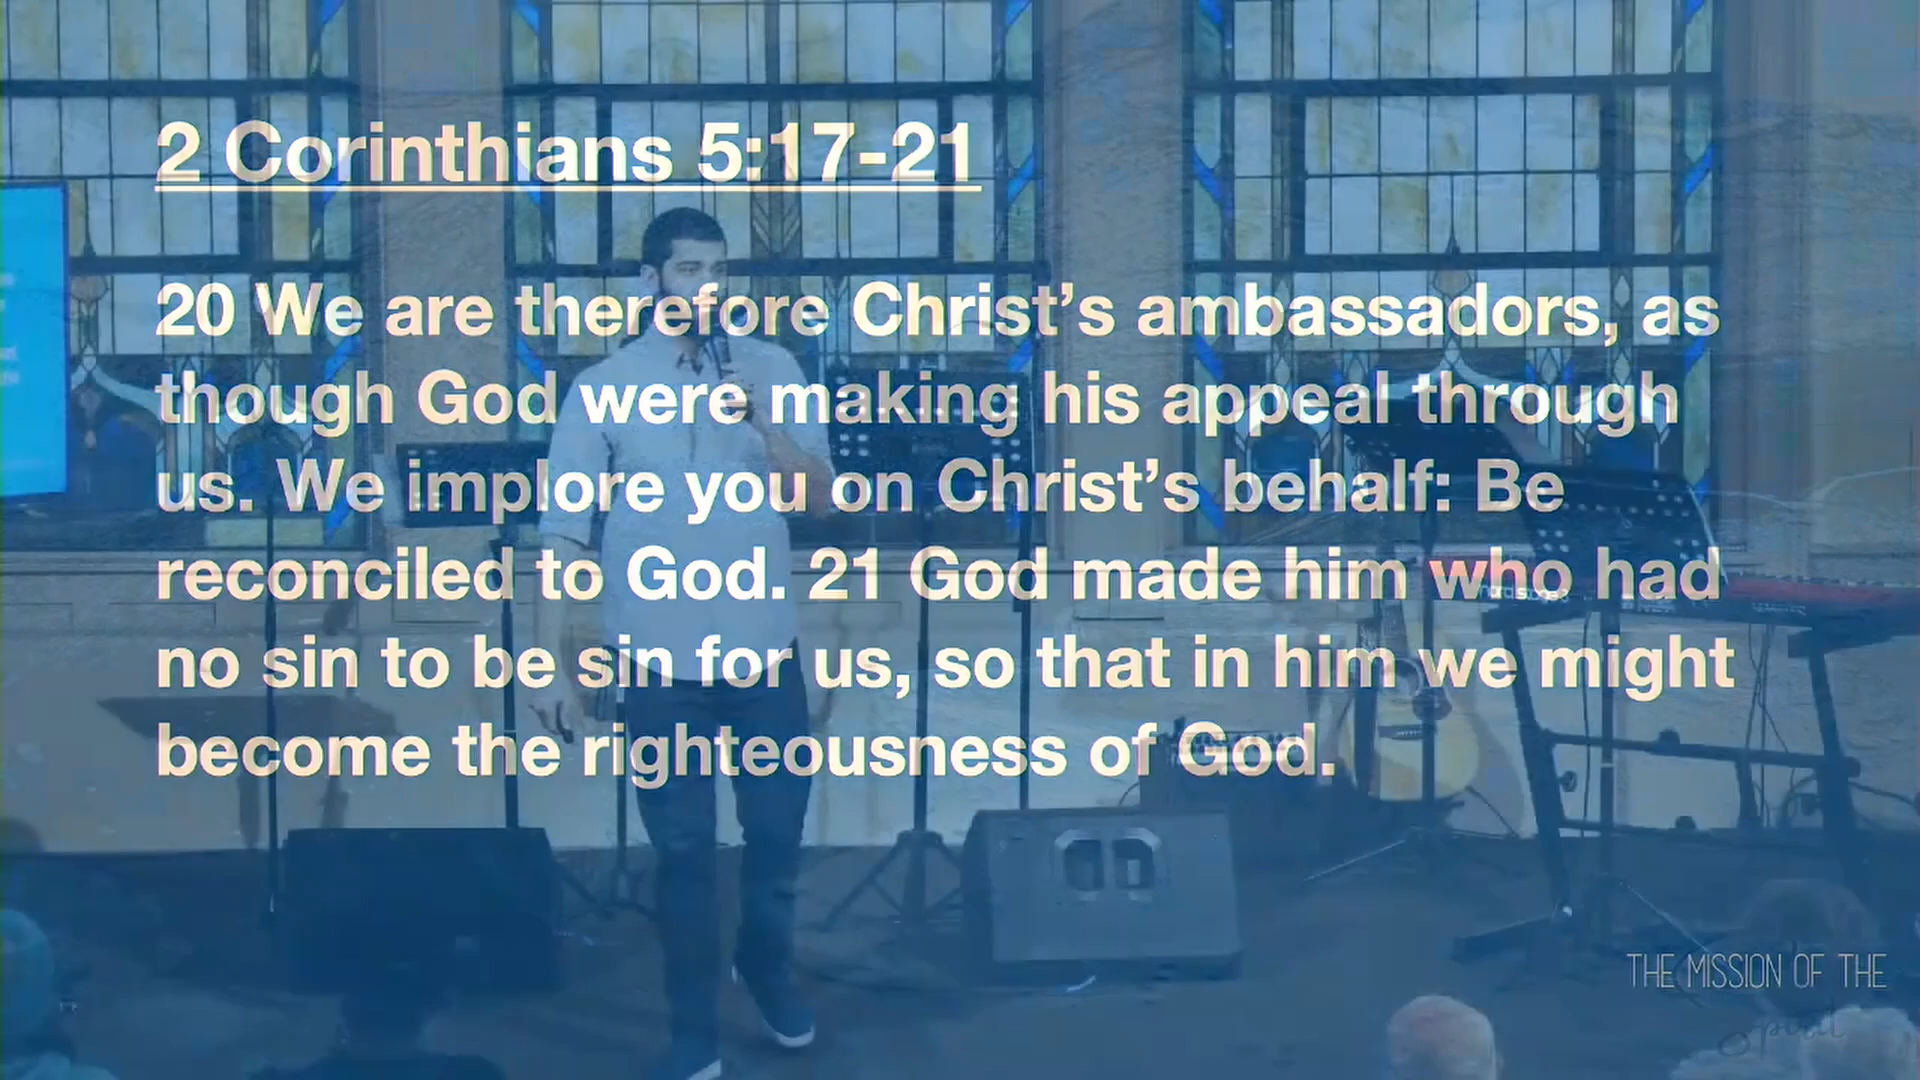 2 Corinthians 5:17-21
20 We are therefore Christ’s ambassadors, as
though God were making his appeal through
us. We implore you on Christ’s behalf: Be
reconciled to God. 21 God made him who had
no sin to be sin for us, so that in him we might
become the righteousness of God.
THE MISSION OF THE
Spirit